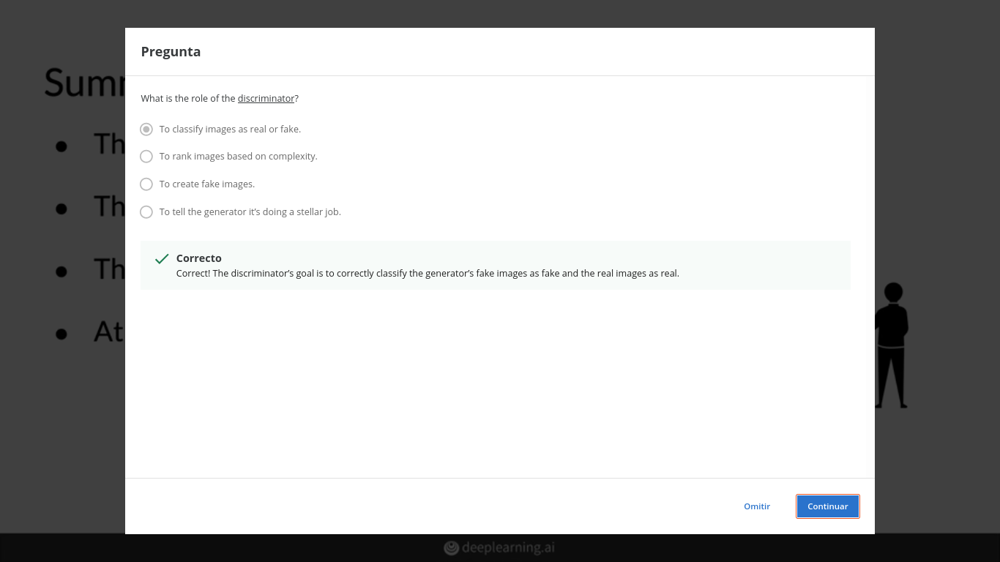 Pregunta
Summ
What is the role of the discriminator?
To classify images as real or fake.
Th
To rank images based on complexity.
To create fake images.
Th
To tell the generator it's doing a stellar job.
Correcto
Th
Correct! The discriminator’s goal is to correctly classify the generator’s fake images as fake and the real images as real.
At
Omitir
Continuar
deeplearning.ai